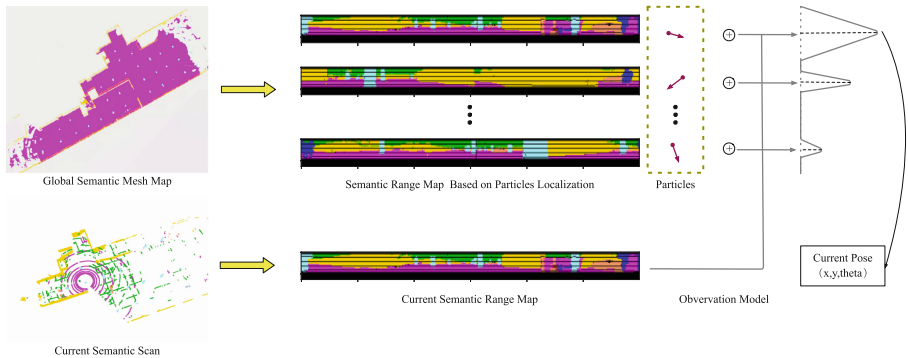 Global Semantic Mesh Map
Semantic Range Map Based on Particles Localization
Particles
Current Pose
(x,y,theta)
Current Semantic Range Map
Obvervation Model
Current Semantic Scan